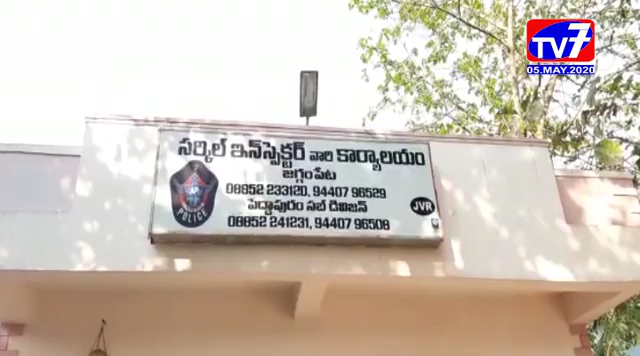 TV7
05.MAY.2020
సర్కిల్ ఇన్‌స్పెక్టర్ వారి కార్యాలయం
జగ్గంపేట
08852 233120, 94407 96529
పెద్దాపురం సబ్ డివిజన్
08852 241231, 94407 96508
POLICE
JVR